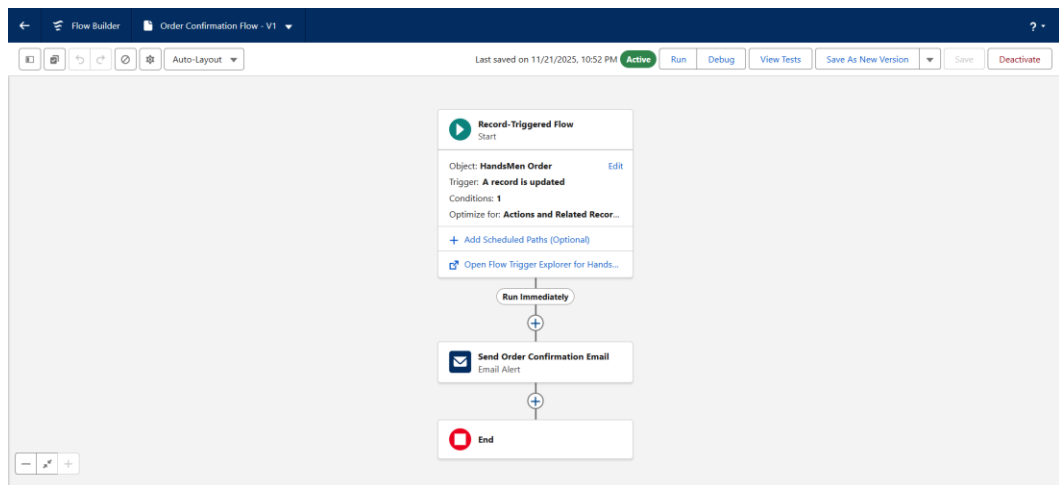 Flow Builder
Order Confirmation Flow - V1
?
Auto-Layout
Last saved on 11/21/2025, 10:52 PM
Active
Run
Debug
View Tests
Save As New Version
Save
Deactivate
Record-Triggered Flow
Start
Object: HandsMen Order
Edit
Trigger: A record is updated
Conditions: 1
Optimize for: Actions and Related Recor...
+ Add Scheduled Paths (Optional)
Open Flow Trigger Explorer for Hands...
Run Immediately
Send Order Confirmation Email
Email Alert
End